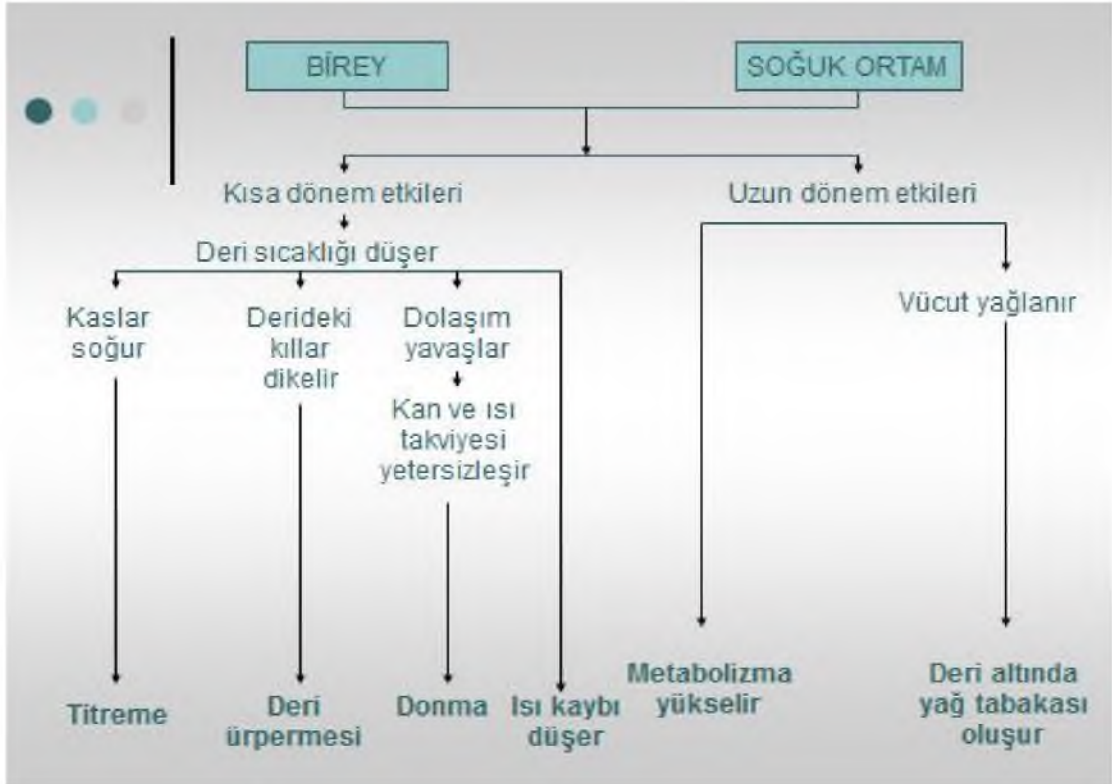 BİREY
SOĞUK ORTAM
Kısa dönem etkileri
Uzun dönem etkileri
Deri sıcaklığı düşer
Kaslar
soğur
Derideki
kıllar
dikelir
Dolaşım
yavaşlar
Kan ve ısı
takviyesi
yetersizleşir
Vücut yağlanır
Titreme
Deri
ürpermesi
Donma
Isı kaybı
düşer
Metabolizma
yükselir
Deri altında
yağ tabakası
oluşur